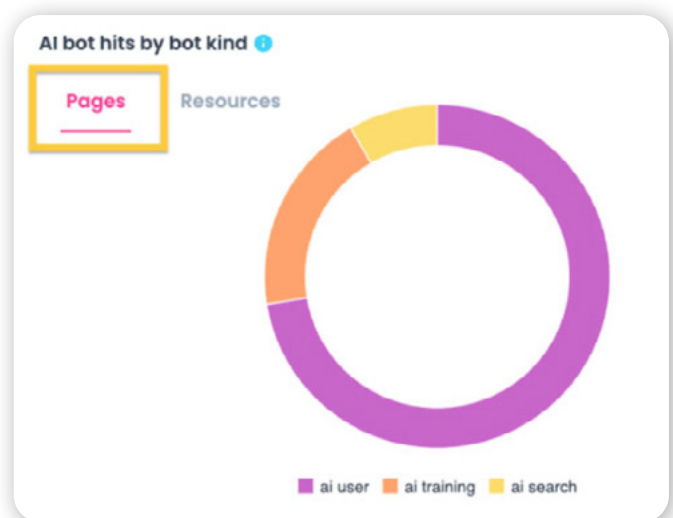 AI bot hits by bot kind
Pages Resources
ai user ai training ai search